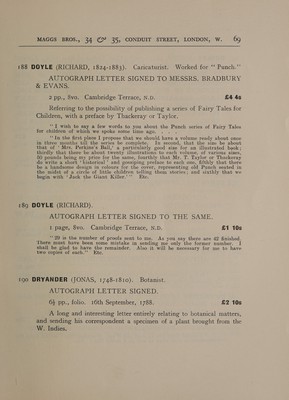 MAGGS BROS., 34 & 35, CONDUIT STREET, LONDON, W. 69
188 DOYLE (RICHARD, 1824-1883). Caricaturist. Worked for "Punch."
AUTOGRAPH LETTER SIGNED TO MESSRS. BRADBURY
& EVANS.
2 pp., 8vo. Cambridge Terrace, N.D. £4 4s
Referring to the possibility of publishing a series of Fairy Tales for
Children, with a preface by Thackeray or Taylor.
"I wish to say a few words to you about the Punch series of Fairy Tales
for children of which we spoke some time ago.
"In the first place I propose that we should have a volume ready about once
in three months till the series be complete. In second, that the size be about
that of 'Mrs. Perkins's Ball,' a particularly good size for an illustrated book;
thirdly that there be about twenty illustrations to each volume, of various sizes,
50 pounds being my price for the same, fourthly that Mr. T. Taylor or Thackeray
do write a short 'historical' and gossiping preface to each one, fifthly that there
be a handsome design in colours for the cover, representing old Punch seated in
the midst of a circle of little children telling them stories; and sixthly that we
begin with 'Jack the Giant Killer.'" Etc.
189 DOYLE (RICHARD).
AUTOGRAPH LETTER SIGNED TO THE SAME.
1 page, 8vo. Cambridge Terrace, N.D. £1 10s
"20 is the number of proofs sent to me. As you say there are 42 finished.
There must have been some mistake in sending me only the former number. I
shall be glad to have the remainder. Also it will be necessary for me to have
two copies of each." Etc.
190 DRYANDER (JONAS, 1748-1810). Botanist.
AUTOGRAPH LETTER SIGNED.
6½ pp., folio. 16th September, 1788. £2 10s
A long and interesting letter entirely relating to botanical matters,
and sending his correspondent a specimen of a plant brought from the
W. Indies.